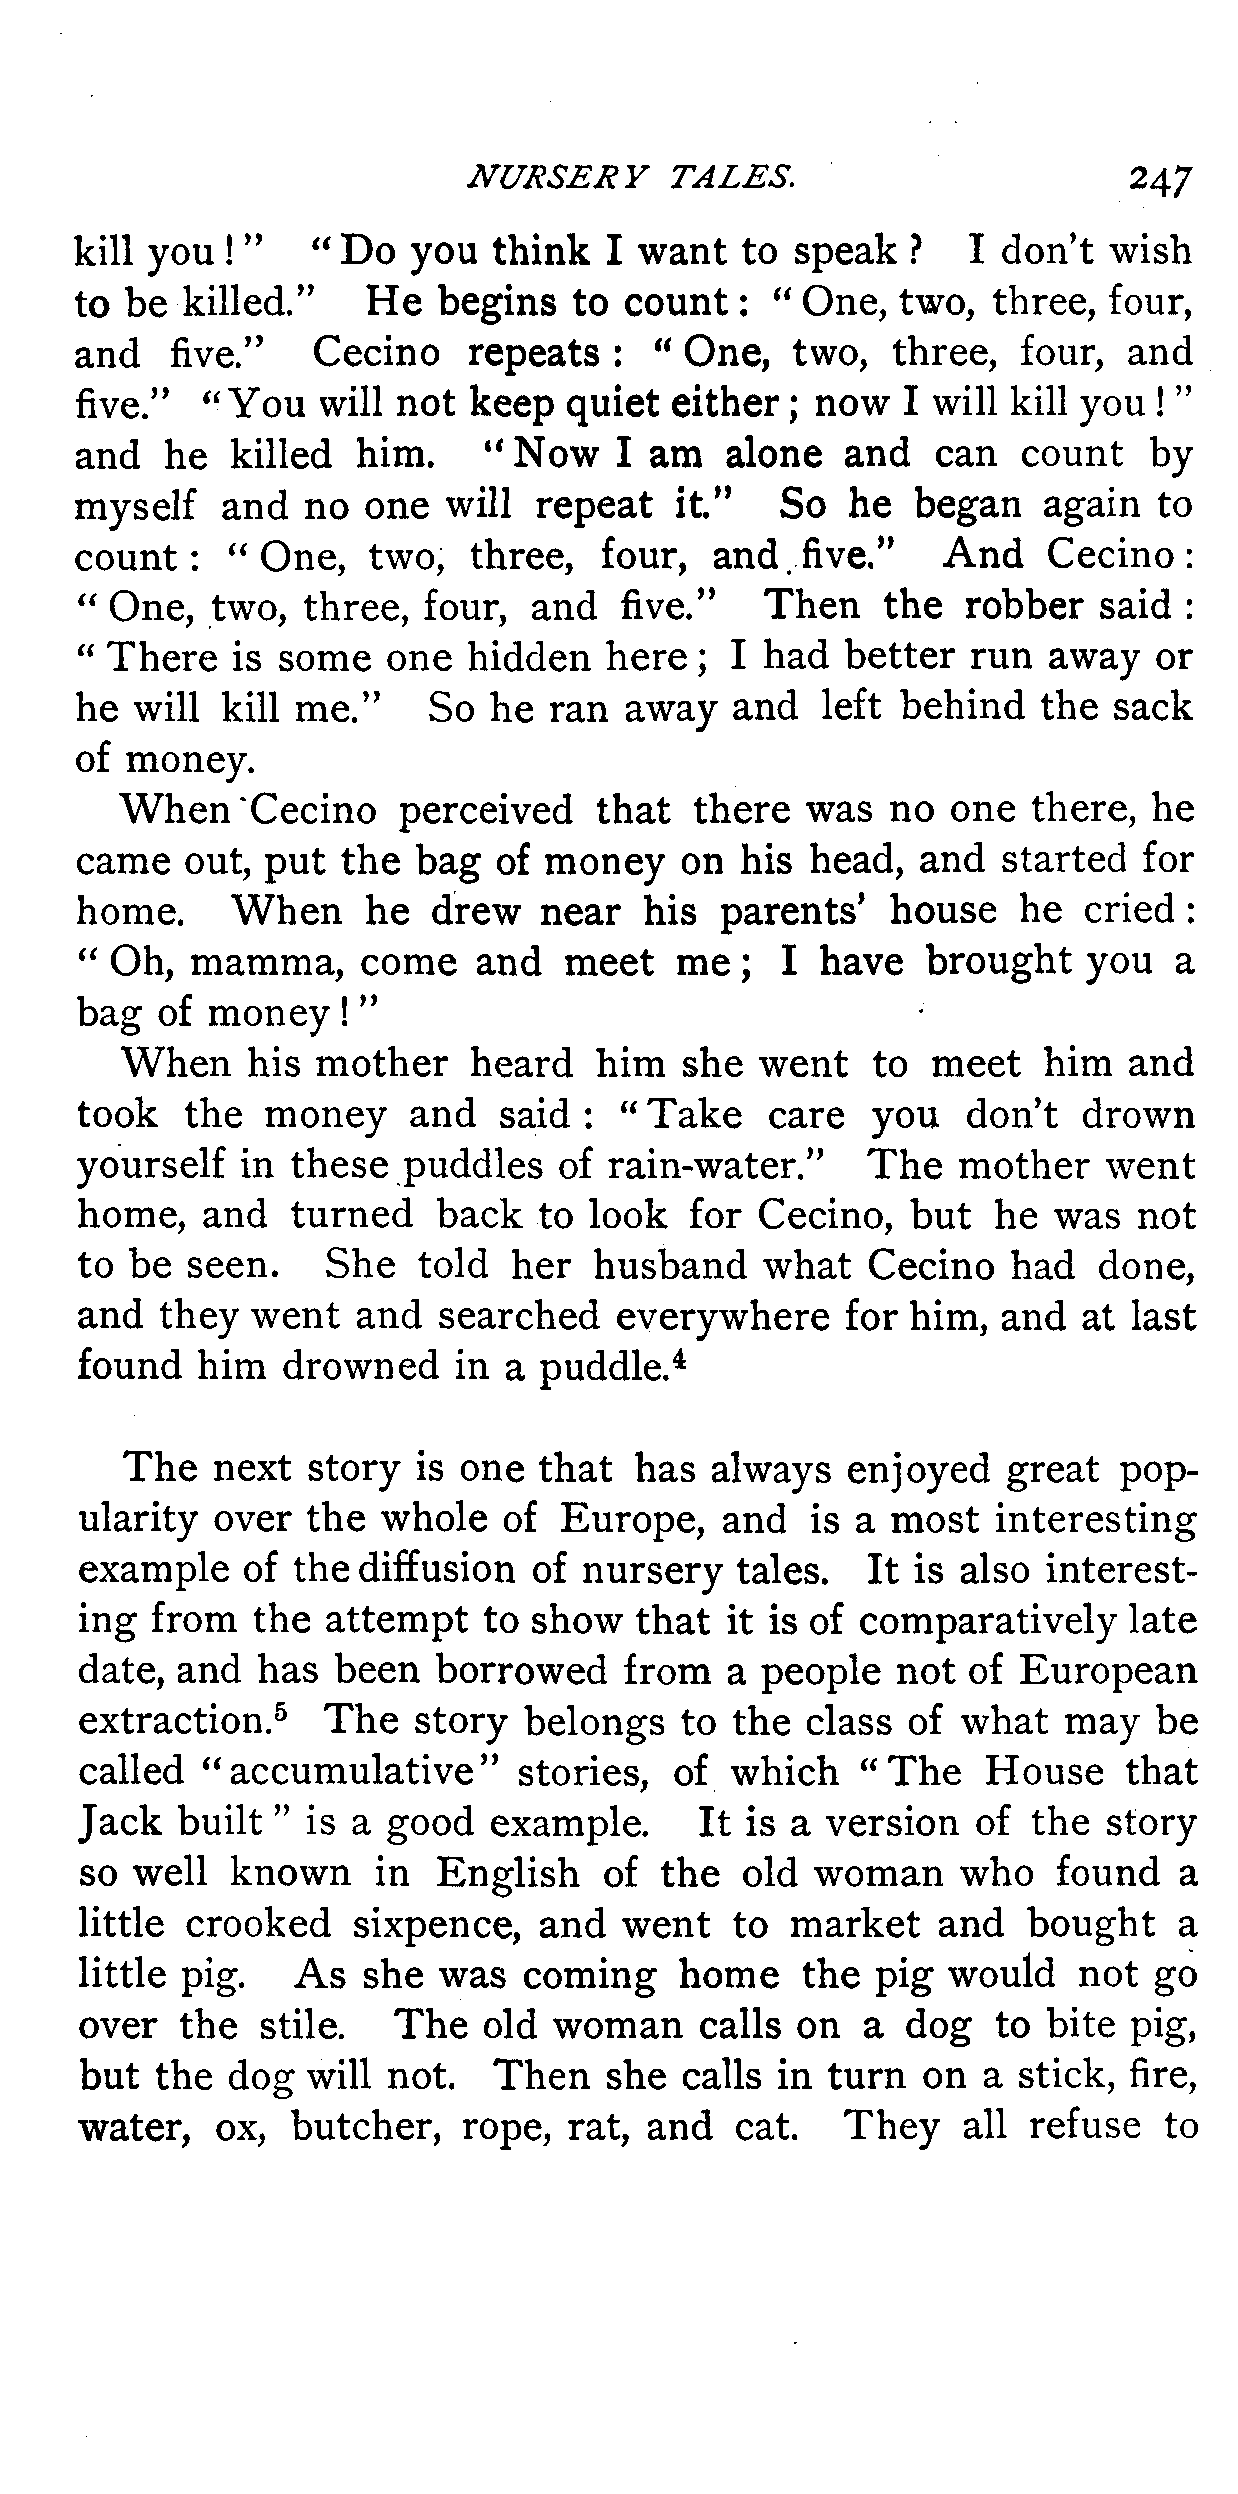 NURSERY TALES. 247
kill you!" "Do you think I want to speak? I don't wish
to be killed." He begins to count: "One, two, three, four,
and five." Cecino repeats: "One, two, three, four, and
five." "You will not keep quiet either; now I will kill you!"
and he killed him. "Now I am alone and can count by
myself and no one will repeat it." So he began again to
count: "One, two, three, four, and five." And Cecino:
"One, two, three, four, and five." Then the robber said:
"There is some one hidden here; I had better run away or
he will kill me." So he ran away and left behind the sack
of money.
When Cecino perceived that there was no one there, he
came out, put the bag of money on his head, and started for
home. When he drew near his parents' house he cried:
"Oh, mamma, come and meet me; I have brought you a
bag of money!"
When his mother heard him she went to meet him and
took the money and said: "Take care you don't drown
yourself in these puddles of rain-water." The mother went
home, and turned back to look for Cecino, but he was not
to be seen. She told her husband what Cecino had done,
and they went and searched everywhere for him, and at last
found him drowned in a puddle.⁴
The next story is one that has always enjoyed great pop-
ularity over the whole of Europe, and is a most interesting
example of the diffusion of nursery tales. It is also interest-
ing from the attempt to show that it is of comparatively late
date, and has been borrowed from a people not of European
extraction.⁵ The story belongs to the class of what may be
called "accumulative" stories, of which "The House that
Jack built" is a good example. It is a version of the story
so well known in English of the old woman who found a
little crooked sixpence, and went to market and bought a
little pig. As she was coming home the pig would not go
over the stile. The old woman calls on a dog to bite pig,
but the dog will not. Then she calls in turn on a stick, fire,
water, ox, butcher, rope, rat, and cat. They all refuse to